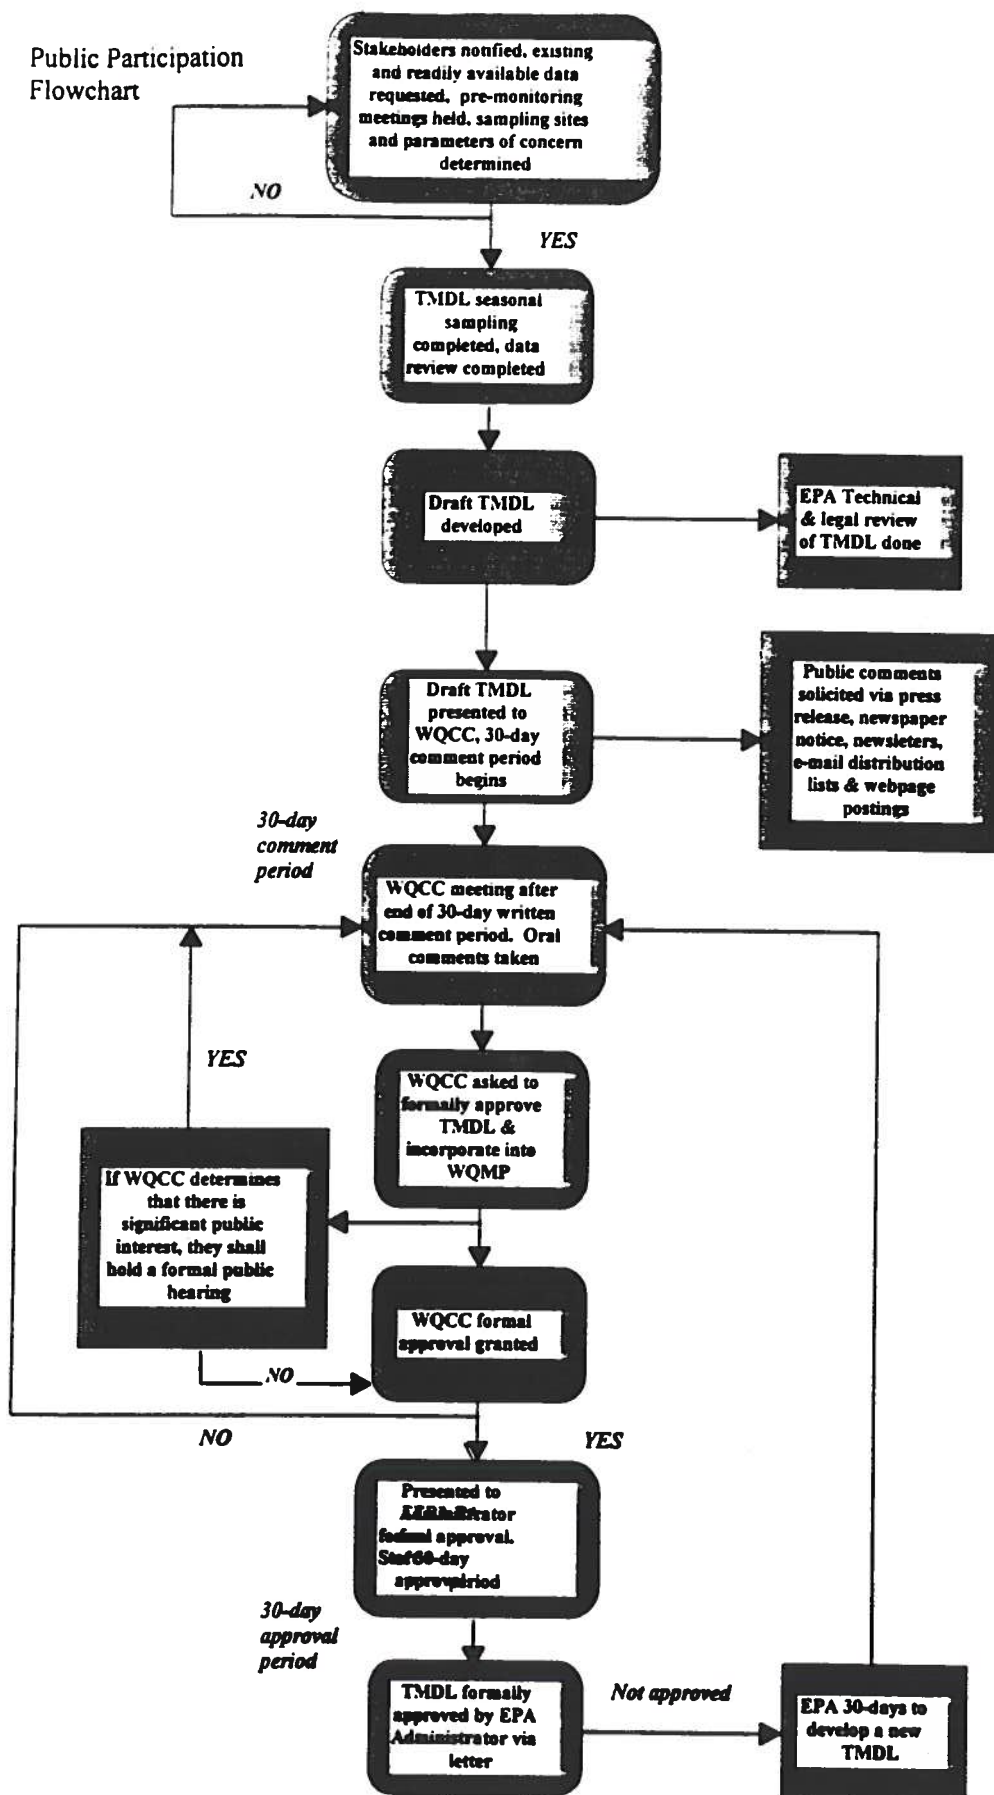 Public Participation
Flowchart
Stakeholders notified, existing
and readily available data
requested, pre-monitoring
meetings held, sampling sites
and parameters of concern
determined
NO
YES
TMDL seasonal
sampling
completed, data
review completed
Draft TMDL
developed
EPA Technical
& legal review
of TMDL done
Draft TMDL
presented to
WQCC, 30-day
comment period
begins
Public comments
solicited via press
release, newspaper
notice, newsleters,
e-mail distribution
lists & webpage
postings
30-day
comment
period
WQCC meeting after
end of 30-day written
comment period. Oral
comments taken
YES
WQCC asked to
formally approve
TMDL &
incorporate into
WQMP
If WQCC determines
that there is
significant public
interest, they shall
hold a formal public
hearing
WQCC formal
approval granted
NO
NO
YES
Presented to
approval.
period
30-day
approval
period
TMDL formally
approved by EPA
Administrator via
letter
Not approved
EPA 30-days to
develop a new
TMDL